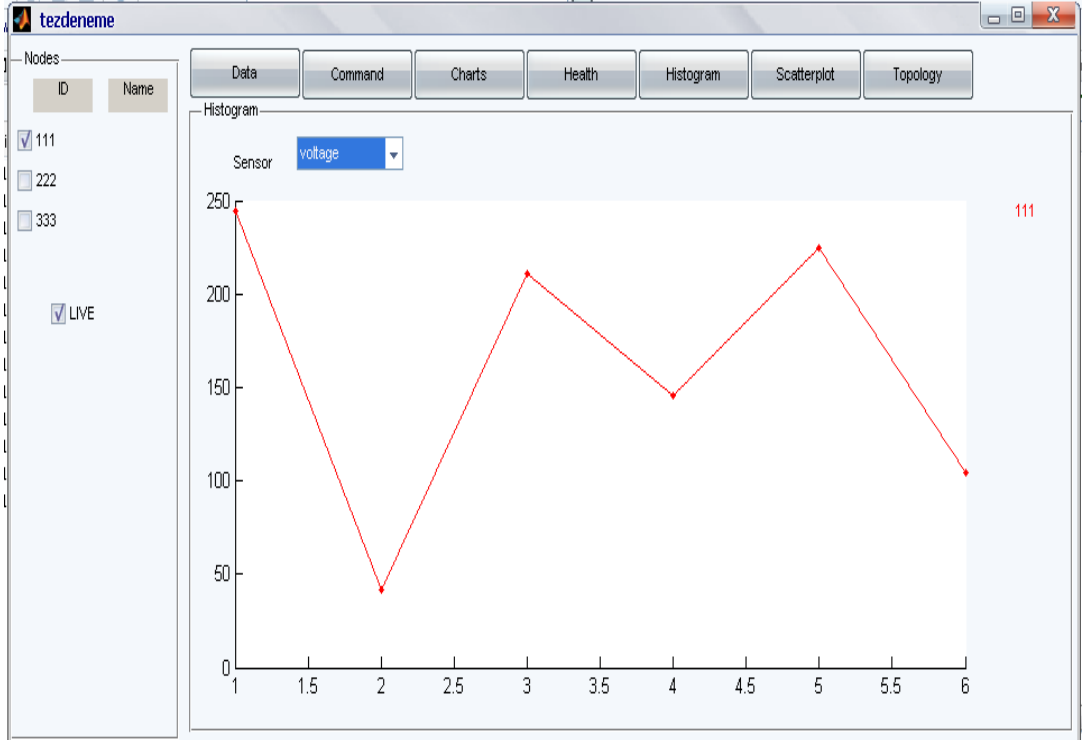 tezdeneme
Nodes
ID Name
111
222
333
LIVE
Data Command Charts Health Histogram Scatterplot Topology
Histogram
Sensor voltage
111
250
200
150
100
50
0
1 1.5 2 2.5 3 3.5 4 4.5 5 5.5 6